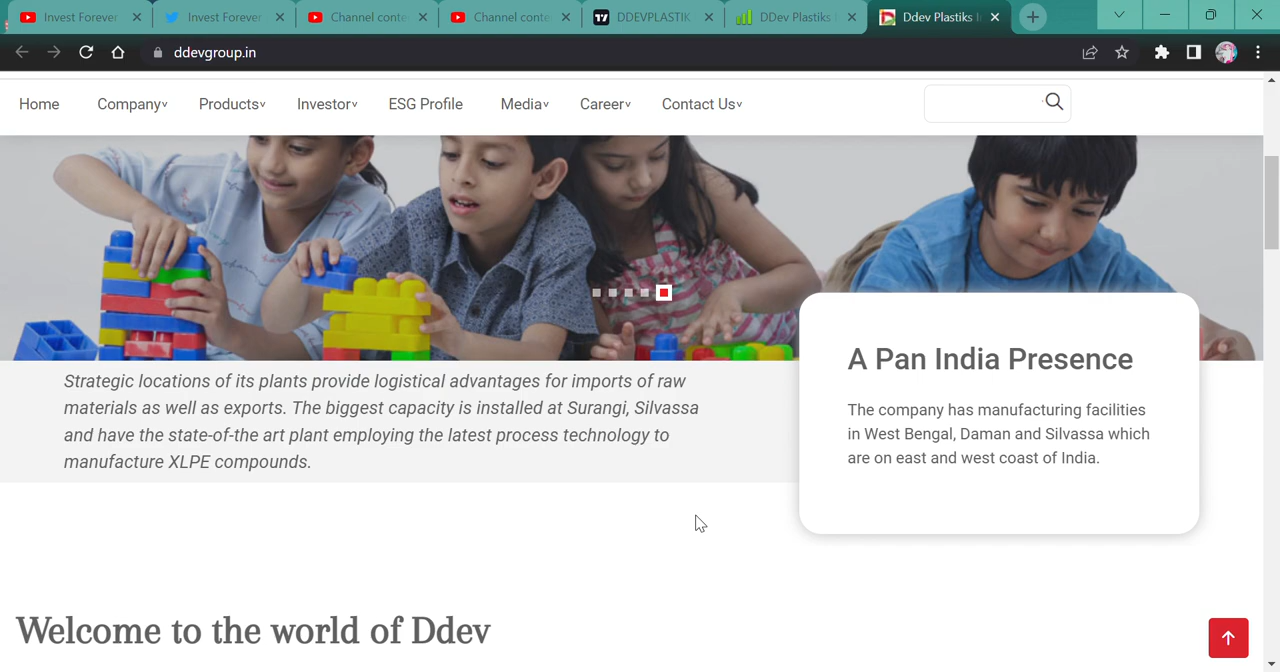 Invest Forever
Invest Forever
Channel conte
Channel conte
DDEVPLASTIK
DDev Plastiks
Ddev Plastiks In
ddevgroup.in
Home
Company
Products
Investor
ESG Profile
Media
Career
Contact Us
Strategic locations of its plants provide logistical advantages for imports of raw
materials as well as exports. The biggest capacity is installed at Surangi, Silvassa
and have the state-of-the art plant employing the latest process technology to
manufacture XLPE compounds.
A Pan India Presence
The company has manufacturing facilities
in West Bengal, Daman and Silvassa which
are on east and west coast of India.
Welcome to the world of Ddev